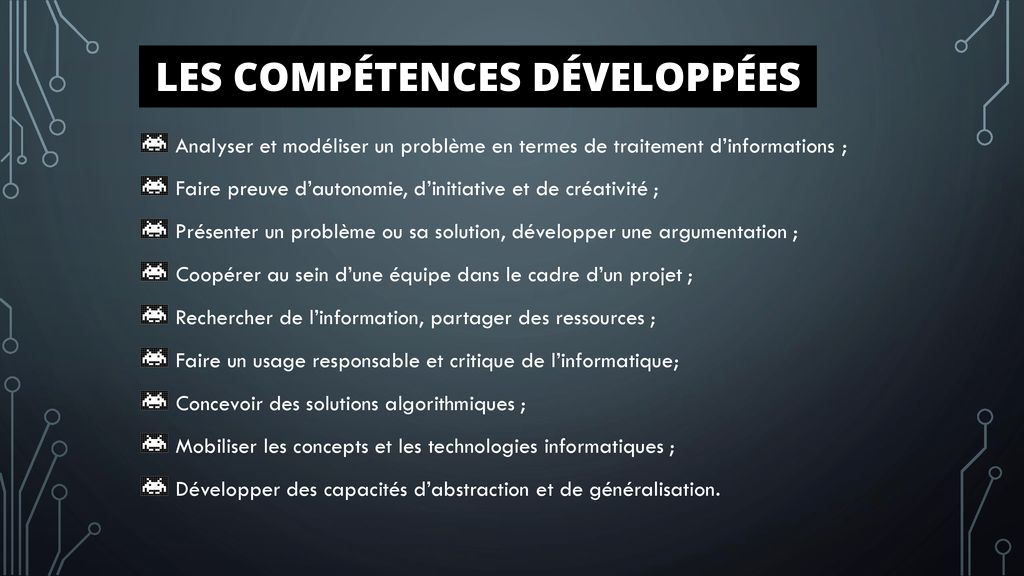 LES COMPÉTENCES DÉVELOPPÉES
Analyser et modéliser un problème en termes de traitement d'informations ;
Faire preuve d'autonomie, d'initiative et de créativité ;
Présenter un problème ou sa solution, développer une argumentation ;
Coopérer au sein d'une équipe dans le cadre d'un projet ;
Rechercher de l'information, partager des ressources ;
Faire un usage responsable et critique de l'informatique;
Concevoir des solutions algorithmiques ;
Mobiliser les concepts et les technologies informatiques ;
Développer des capacités d'abstraction et de généralisation.